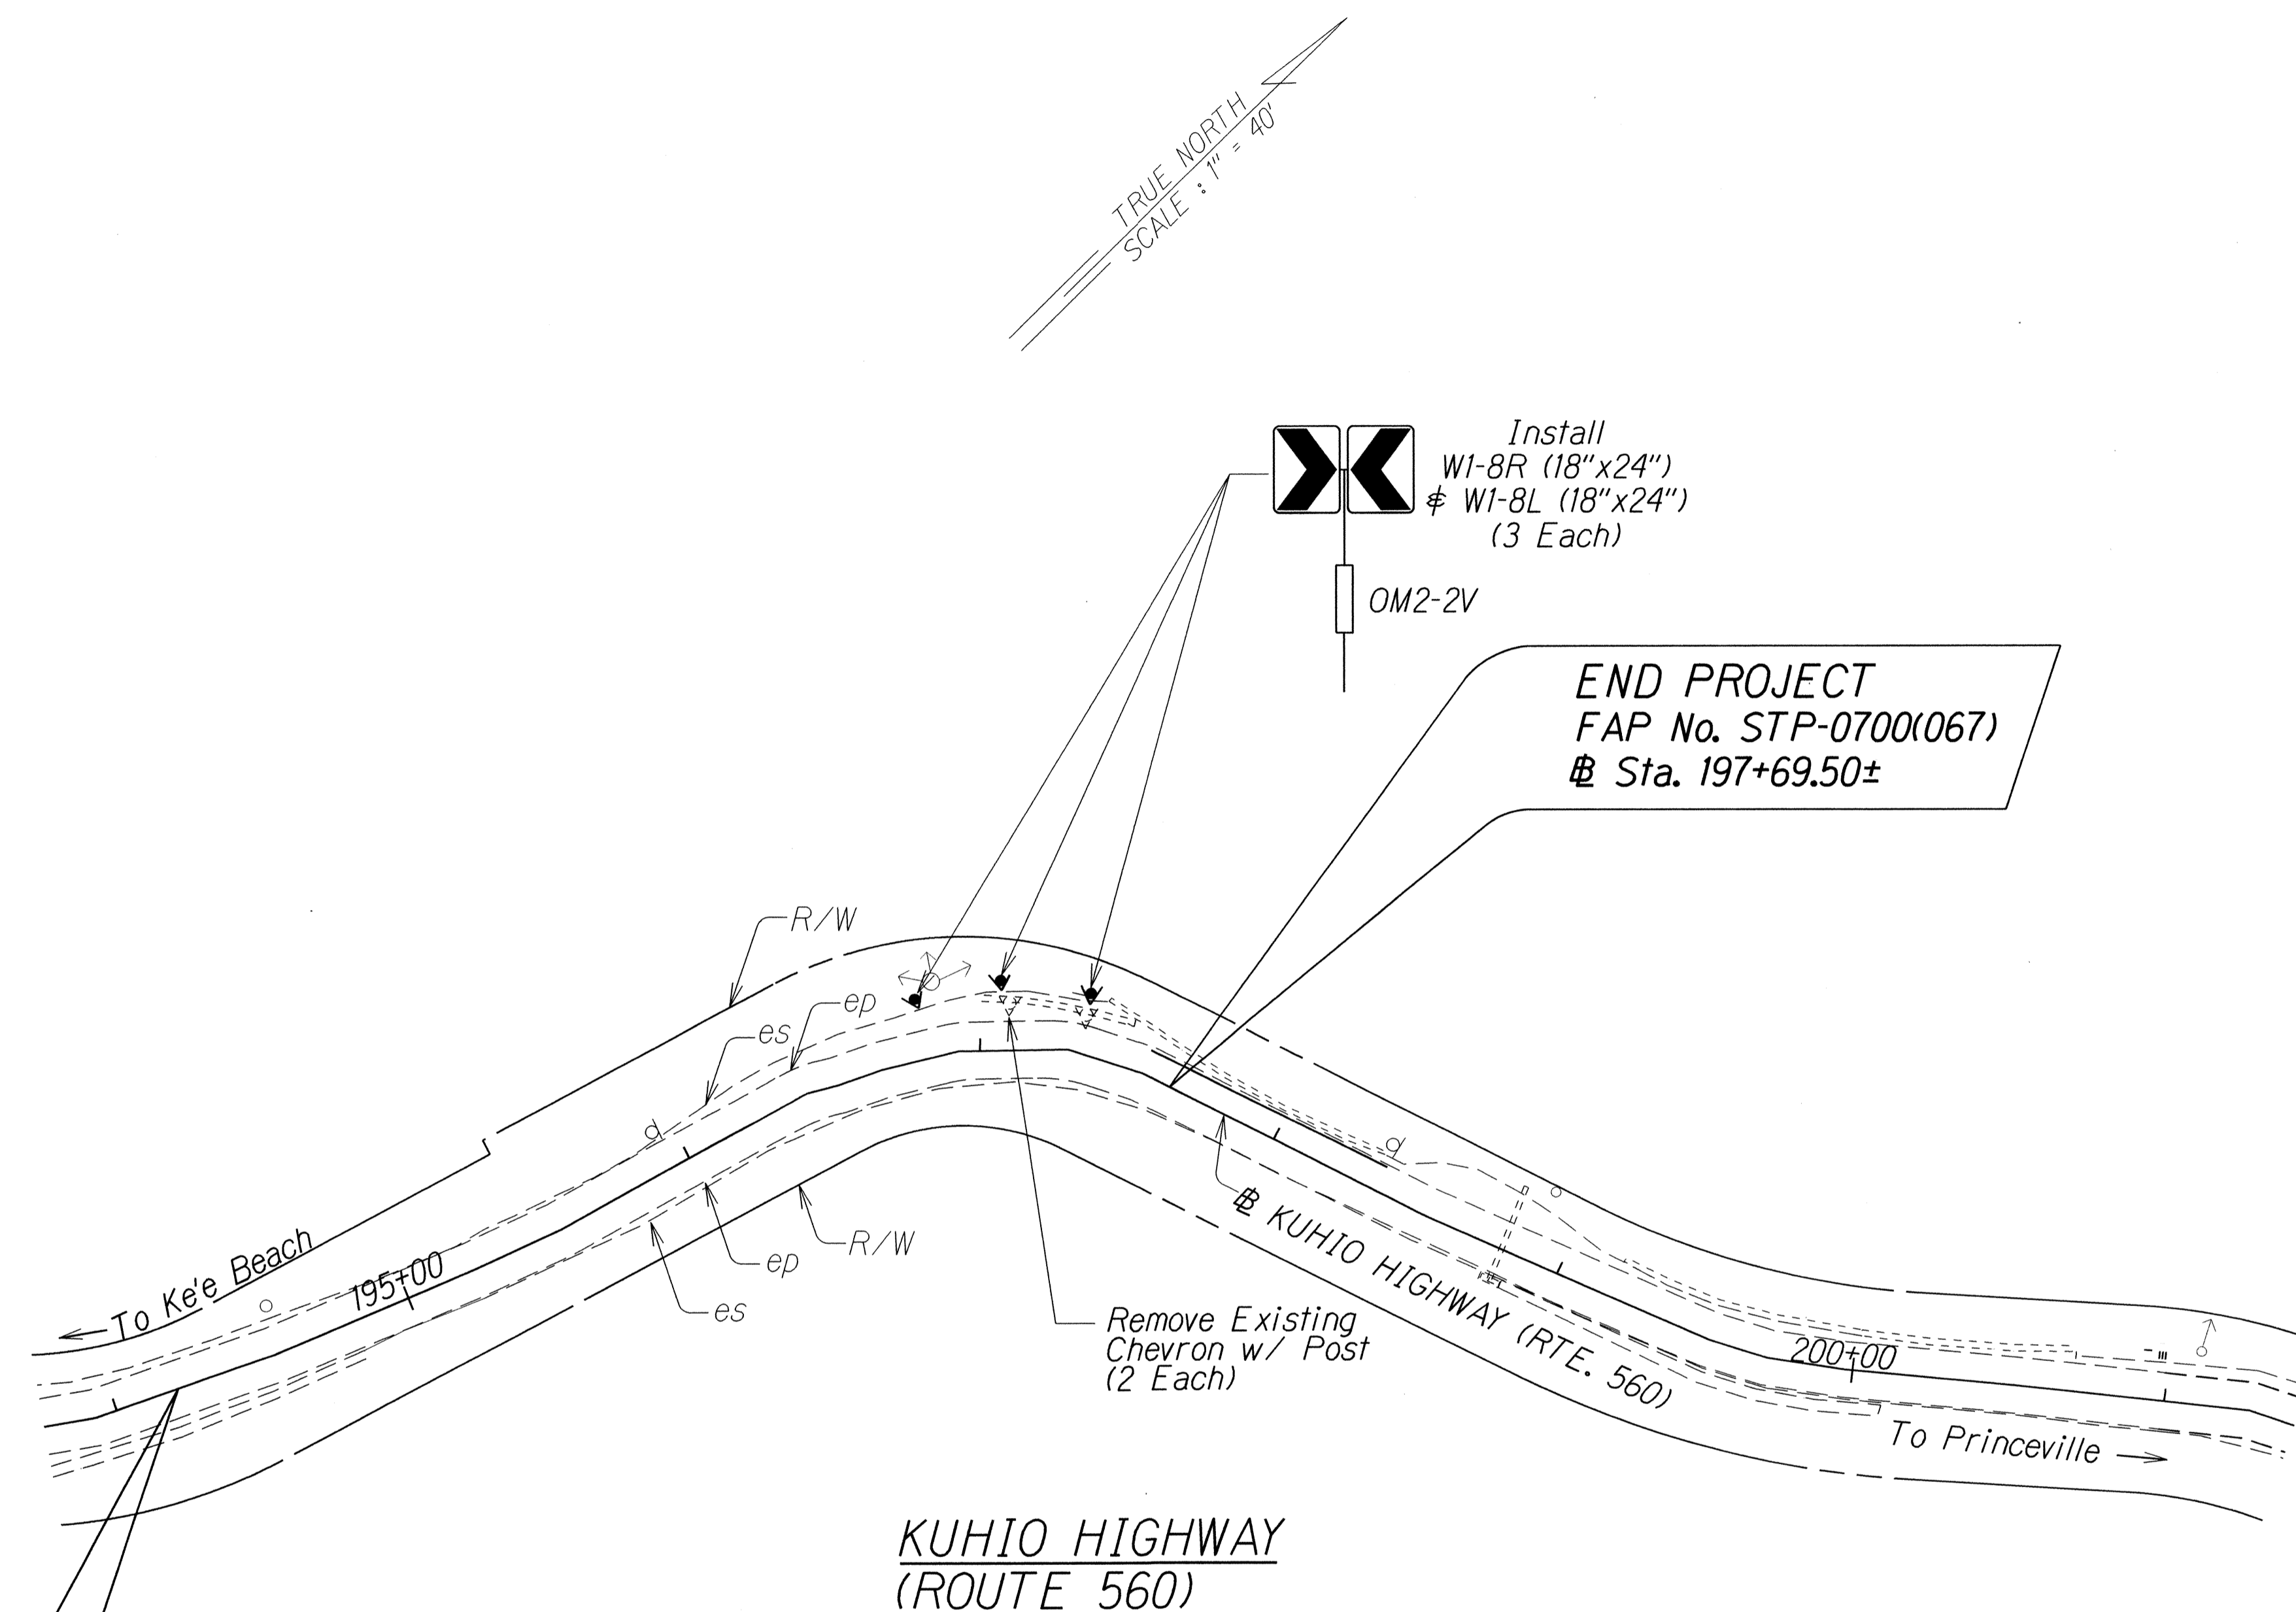 TRUE NORTH
SCALE : 1" = 40'
Install
W1-8R (18"x24")
& W1-8L (18"x24")
(3 Each)
OM2-2V
END PROJECT
FAP No. STP-0700(067)
BL Sta. 197+69.50±
R/W
ep
es
R/W
ep
es
To Ke'e Beach
195+00
BL KUHIO HIGHWAY (RTE. 560)
Remove Existing
Chevron w/ Post
(2 Each)
200+00
To Princeville
KUHIO HIGHWAY
(ROUTE 560)